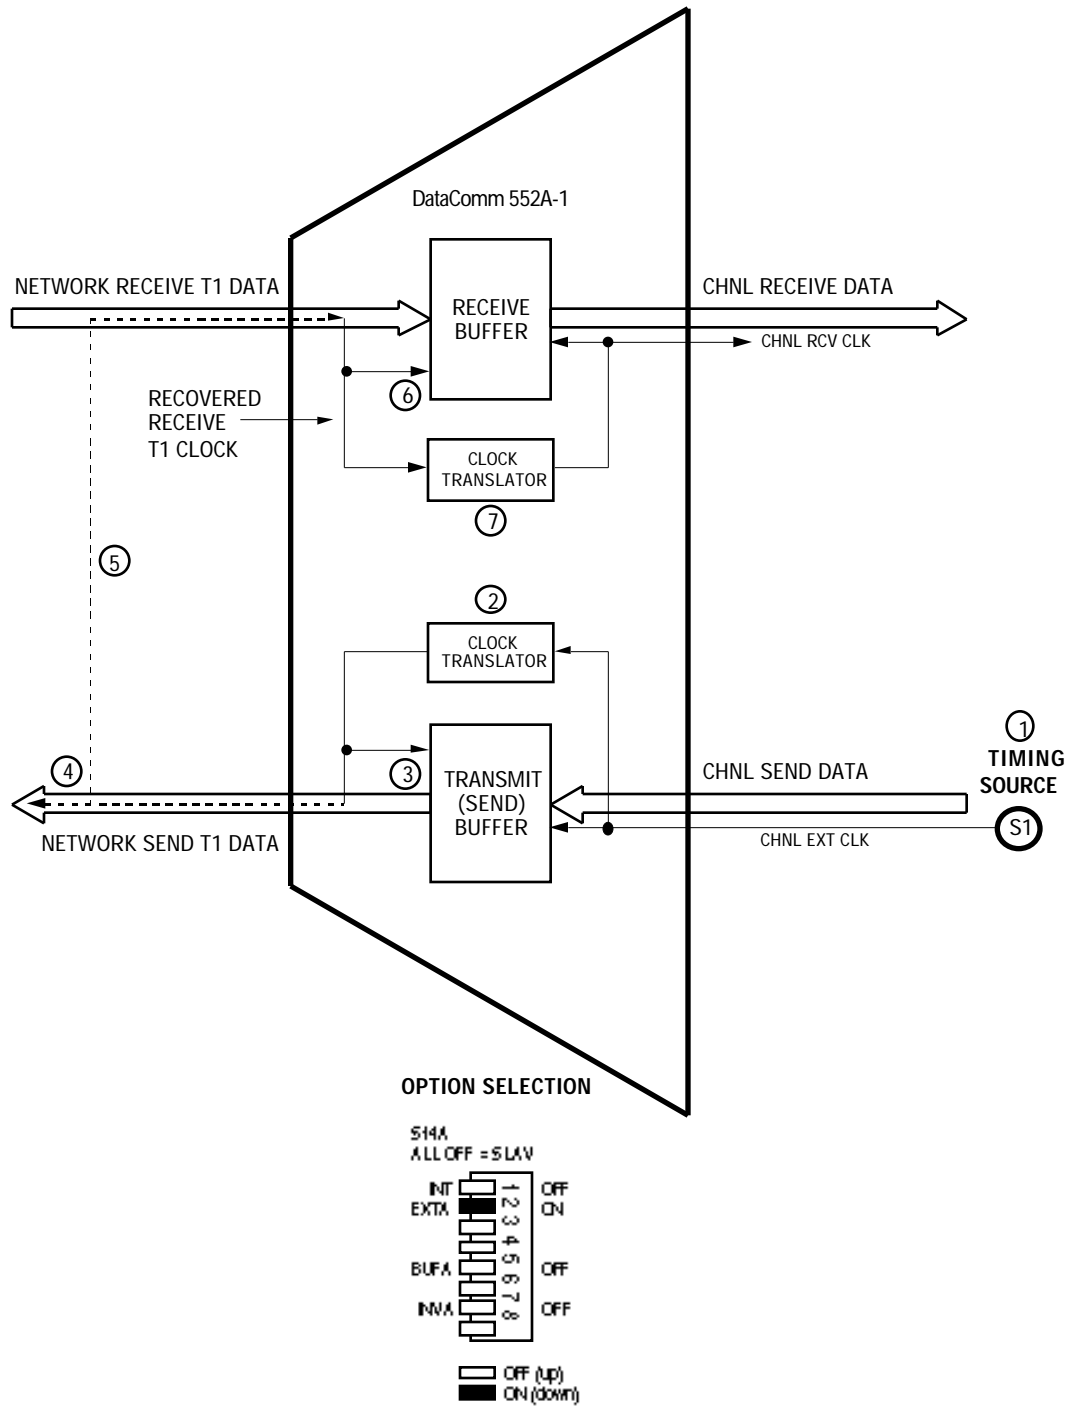 DataComm 552A-1
NETWORK RECEIVE T1 DATA
RECEIVE
BUFFER
CHNL RECEIVE DATA
CHNL RCV CLK
6
RECOVERED
RECEIVE
T1 CLOCK
CLOCK
TRANSLATOR
7
5
2
CLOCK
TRANSLATOR
1
TIMING
SOURCE
S1
4
3
TRANSMIT
(SEND)
BUFFER
CHNL SEND DATA
CHNL EXT CLK
NETWORK SEND T1 DATA
OPTION SELECTION
S14A
ALL OFF = SLAV
INT 1 OFF
EXTA 2 ON
3
4
BUFA 5 OFF
6
INVA 7 OFF
8
OFF (up)
ON (down)